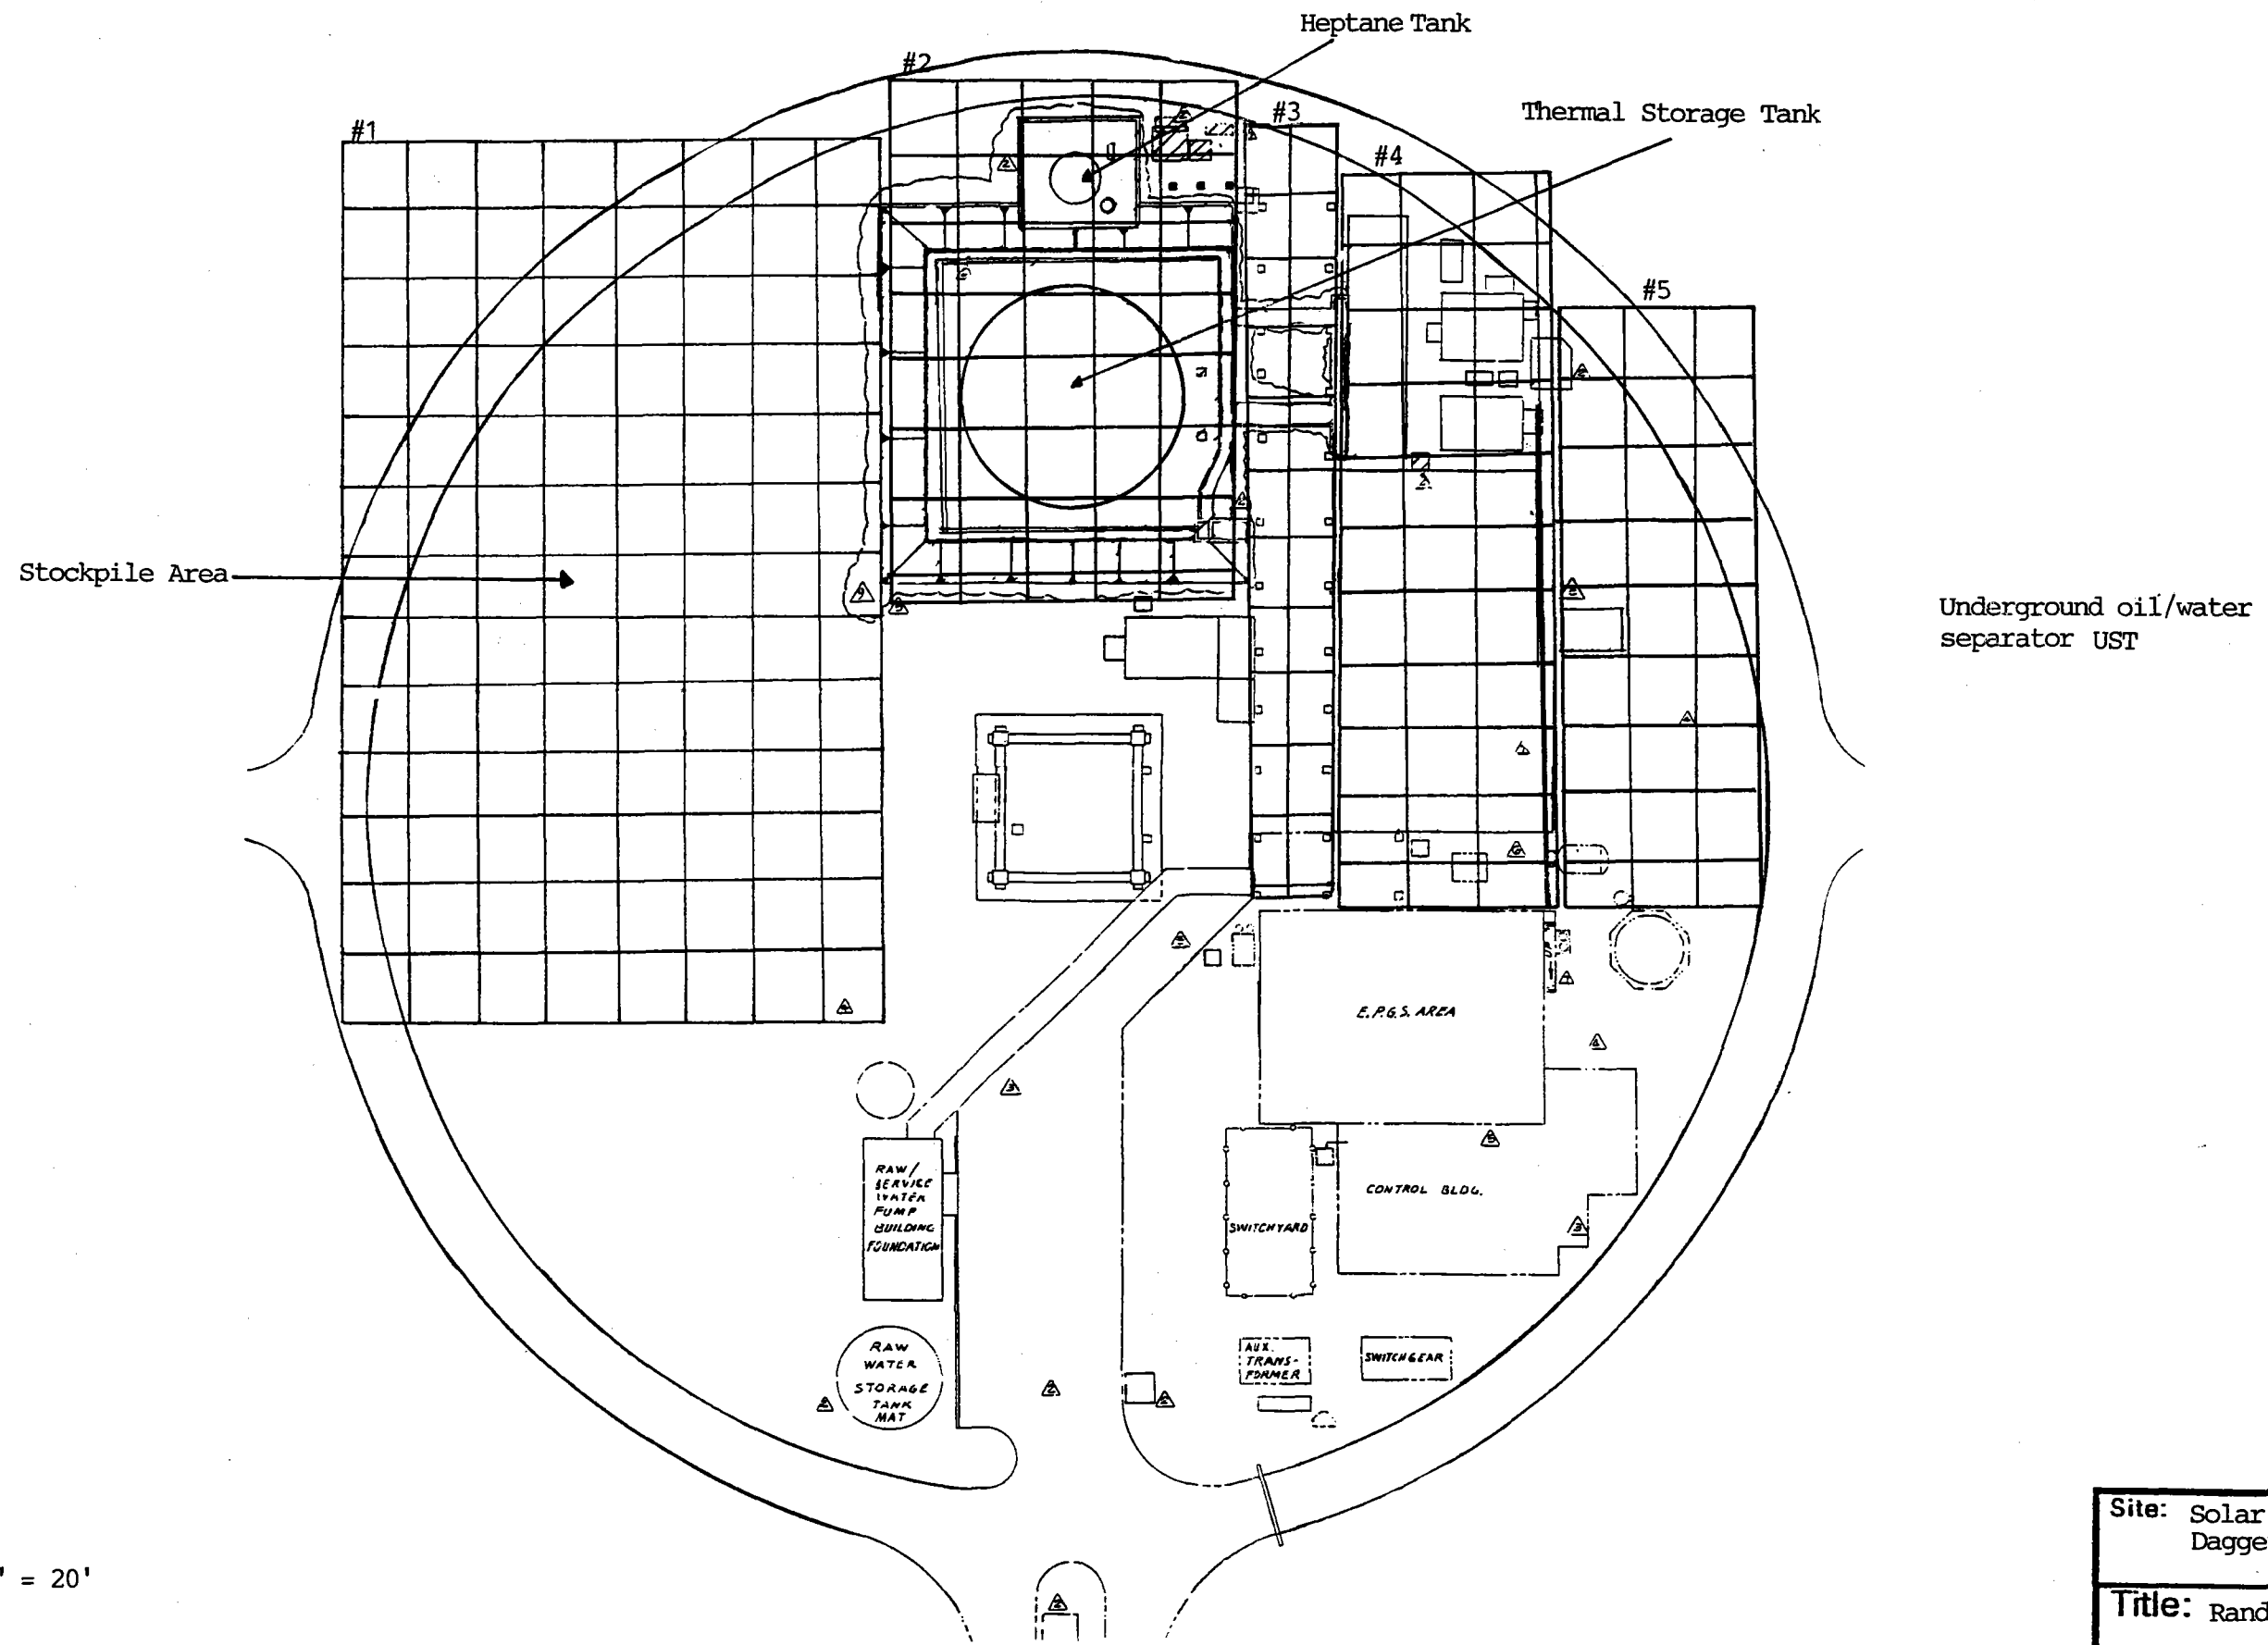 Heptane Tank
#2
#3
Thermal Storage Tank
#1
#4
#5
Stockpile Area
Underground oil/water
separator UST
E.P.G.S. AREA
RAW/
SERVICE
WATER
PUMP
BUILDING
FOUNDATION
CONTROL BLDG.
SWITCHYARD
RAW
WATER
STORAGE
TANK
MAT
AUX.
TRANS-
FORMER
SWITCHGEAR
' = 20'
Site: Solar
Dagge
Title: Rand